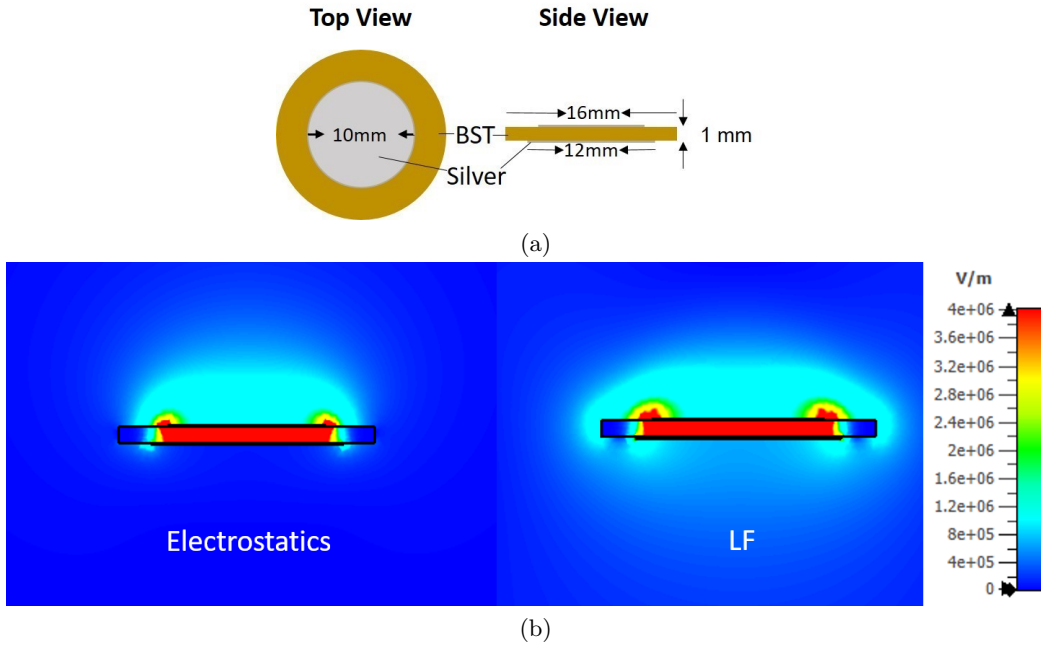 Top View
Side View
10mm
BST
16mm
12mm
1 mm
Silver
(a)
Electrostatics
LF
V/m
4e+06
3.6e+06
3.2e+06
2.8e+06
2.4e+06
2e+06
1.6e+06
1.2e+06
8e+05
4e+05
0
(b)